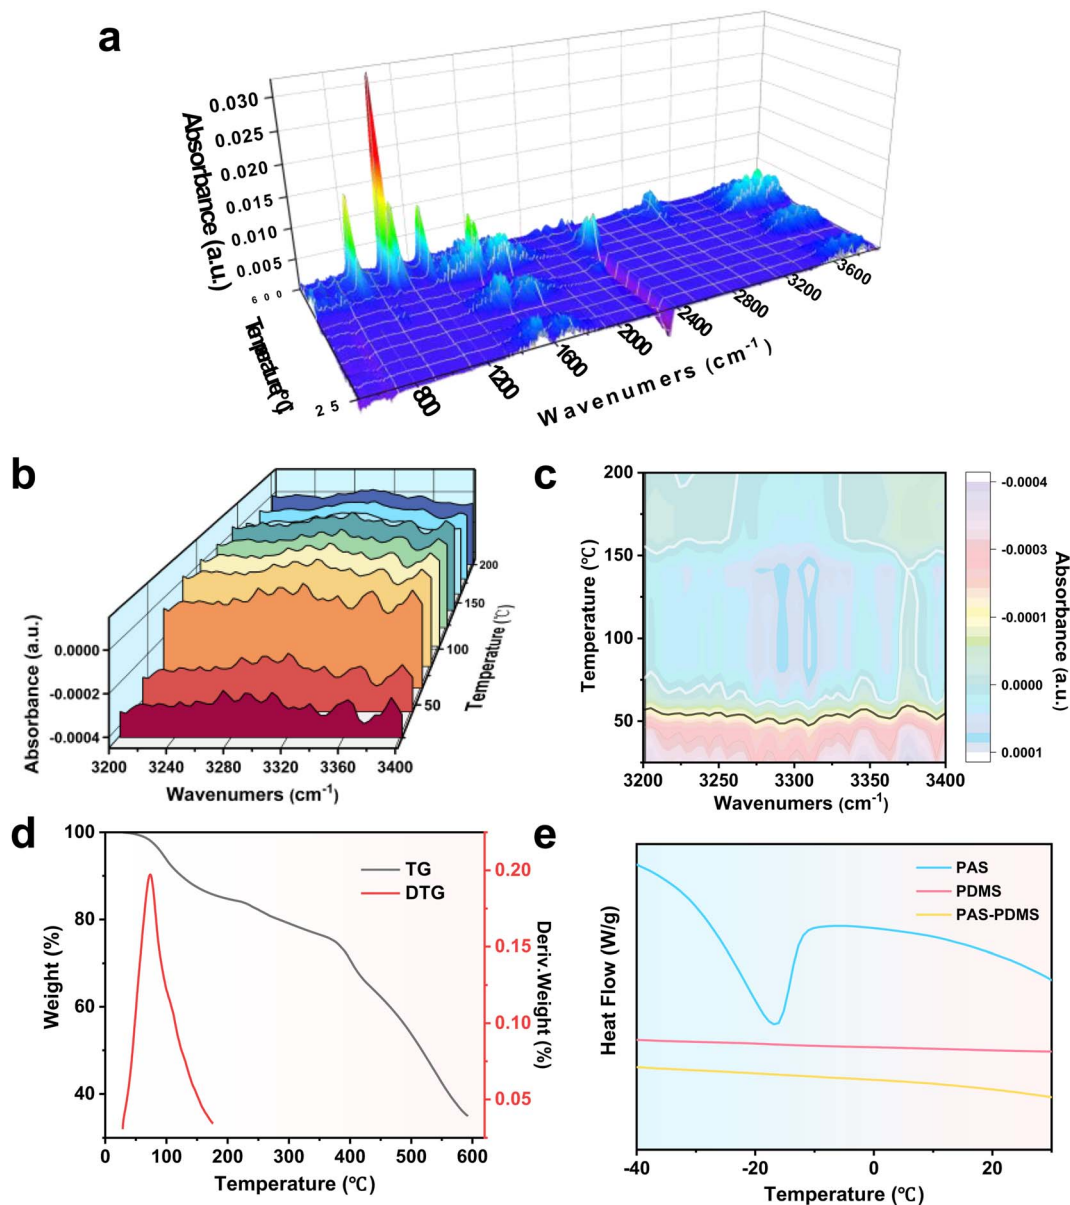 a
Absorbance (a.u.)
0.030
0.025
0.020
0.015
0.010
0.005
600
25
Temperature(℃)
800
1200
1600
2000
2400
2800
3200
3600
Wavenumers (cm-1)
b
Absorbance (a.u.)
0.0000
-0.0002
-0.0004
3200 3240 3280 3320 3360 3400
Wavenumers (cm-1)
200
150
100
50
Temperature (℃)
c
Temperature (℃)
200
150
100
50
3200 3250 3300 3350 3400
Wavenumers (cm-1)
-0.0004
-0.0003
-0.0001
0.0000
0.0001
Absorbance (a.u.)
d
Weight (%)
100
80
60
40
0 100 200 300 400 500 600
Temperature (℃)
TG
DTG
0.20
0.15
0.10
0.05
Deriv.Weight (%)
e
Heat Flow (W/g)
PAS
PDMS
PAS-PDMS
-40 -20 0 20
Temperature (℃)